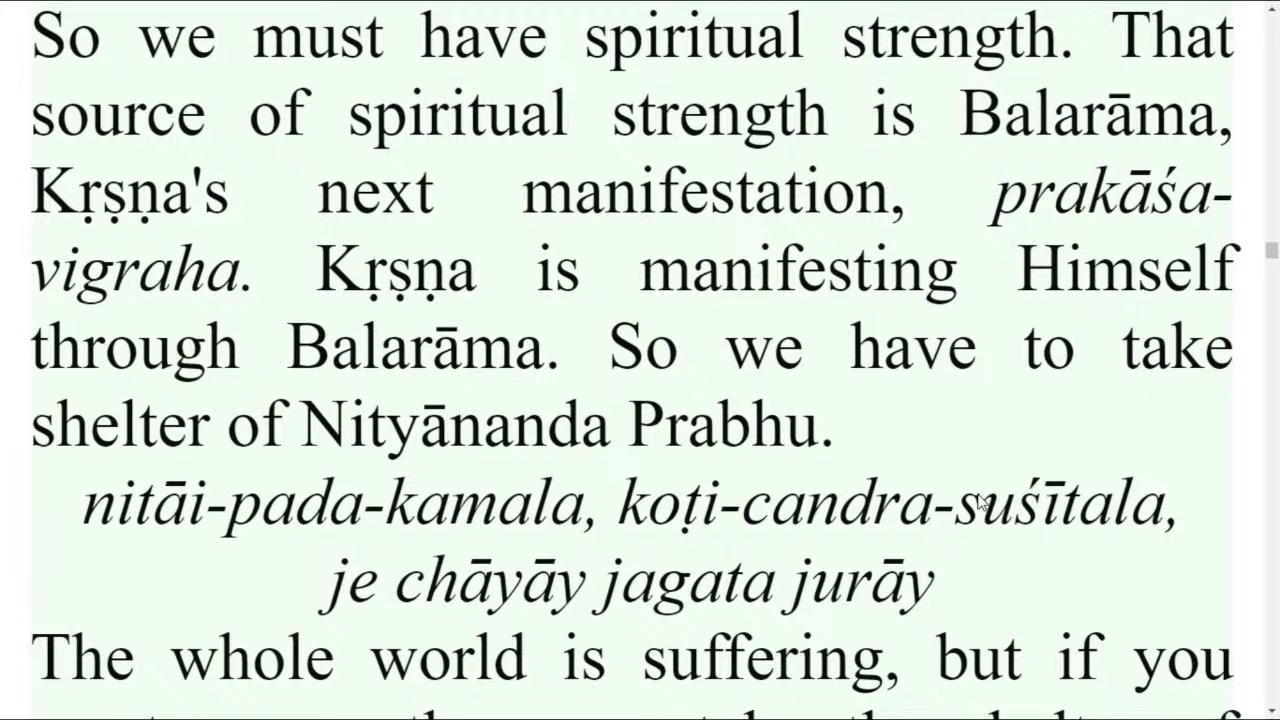 So we must have spiritual strength. That
source of spiritual strength is Balarāma,
Kṛṣṇa's next manifestation, prakāśa-
vigraha. Kṛṣṇa is manifesting Himself
through Balarāma. So we have to take
shelter of Nityānanda Prabhu.
nitāi-pada-kamala, koṭi-candra-suśītala,
je chāyāy jagata jurāy
The whole world is suffering, but if you